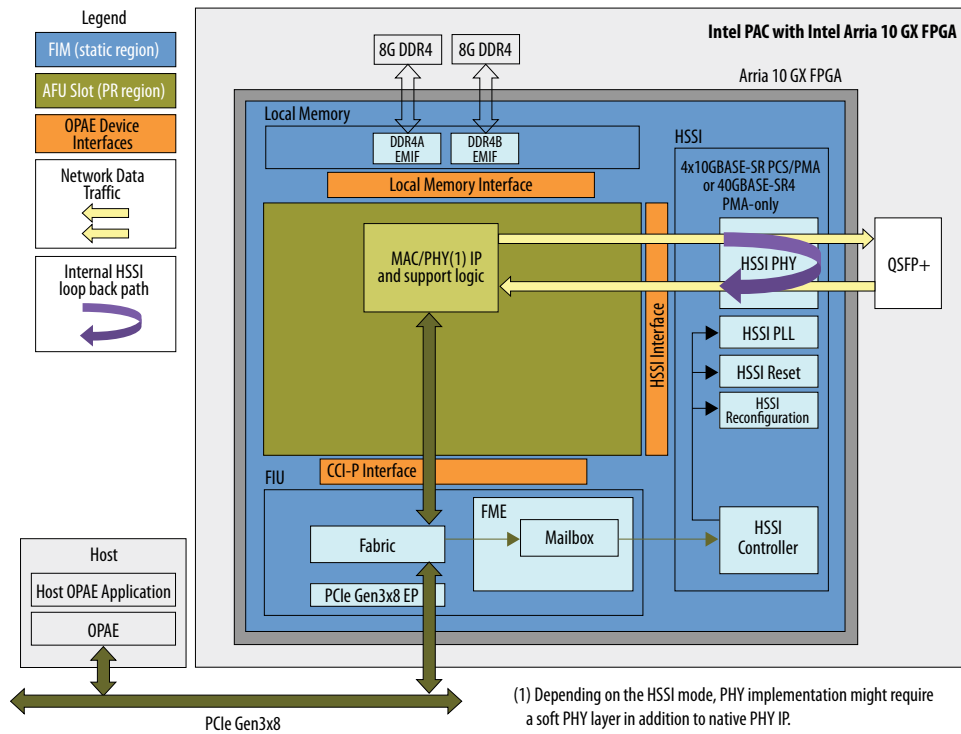 Legend
FIM (static region)
AFU Slot (PR region)
OPAE Device
Interfaces
Network Data
Traffic
Internal HSSI
loop back path
Intel PAC with Intel Arria 10 GX FPGA
8G DDR4
8G DDR4
Arria 10 GX FPGA
Local Memory
DDR4A
EMIF
DDR4B
EMIF
Local Memory Interface
HSSI
4x10GBASE-SR PCS/PMA
or 40GBASE-SR4
PMA-only
MAC/PHY(1) IP
and support logic
HSSI Interface
HSSI PHY
QSFP+
HSSI PLL
HSSI Reset
HSSI
Reconfiguration
HSSI
Controller
CCI-P Interface
FIU
Fabric
FME
Mailbox
PCIe Gen3x8 EP
Host
Host OPAE Application
OPAE
PCIe Gen3x8
(1) Depending on the HSSI mode, PHY implementation might require
a soft PHY layer in addition to native PHY IP.